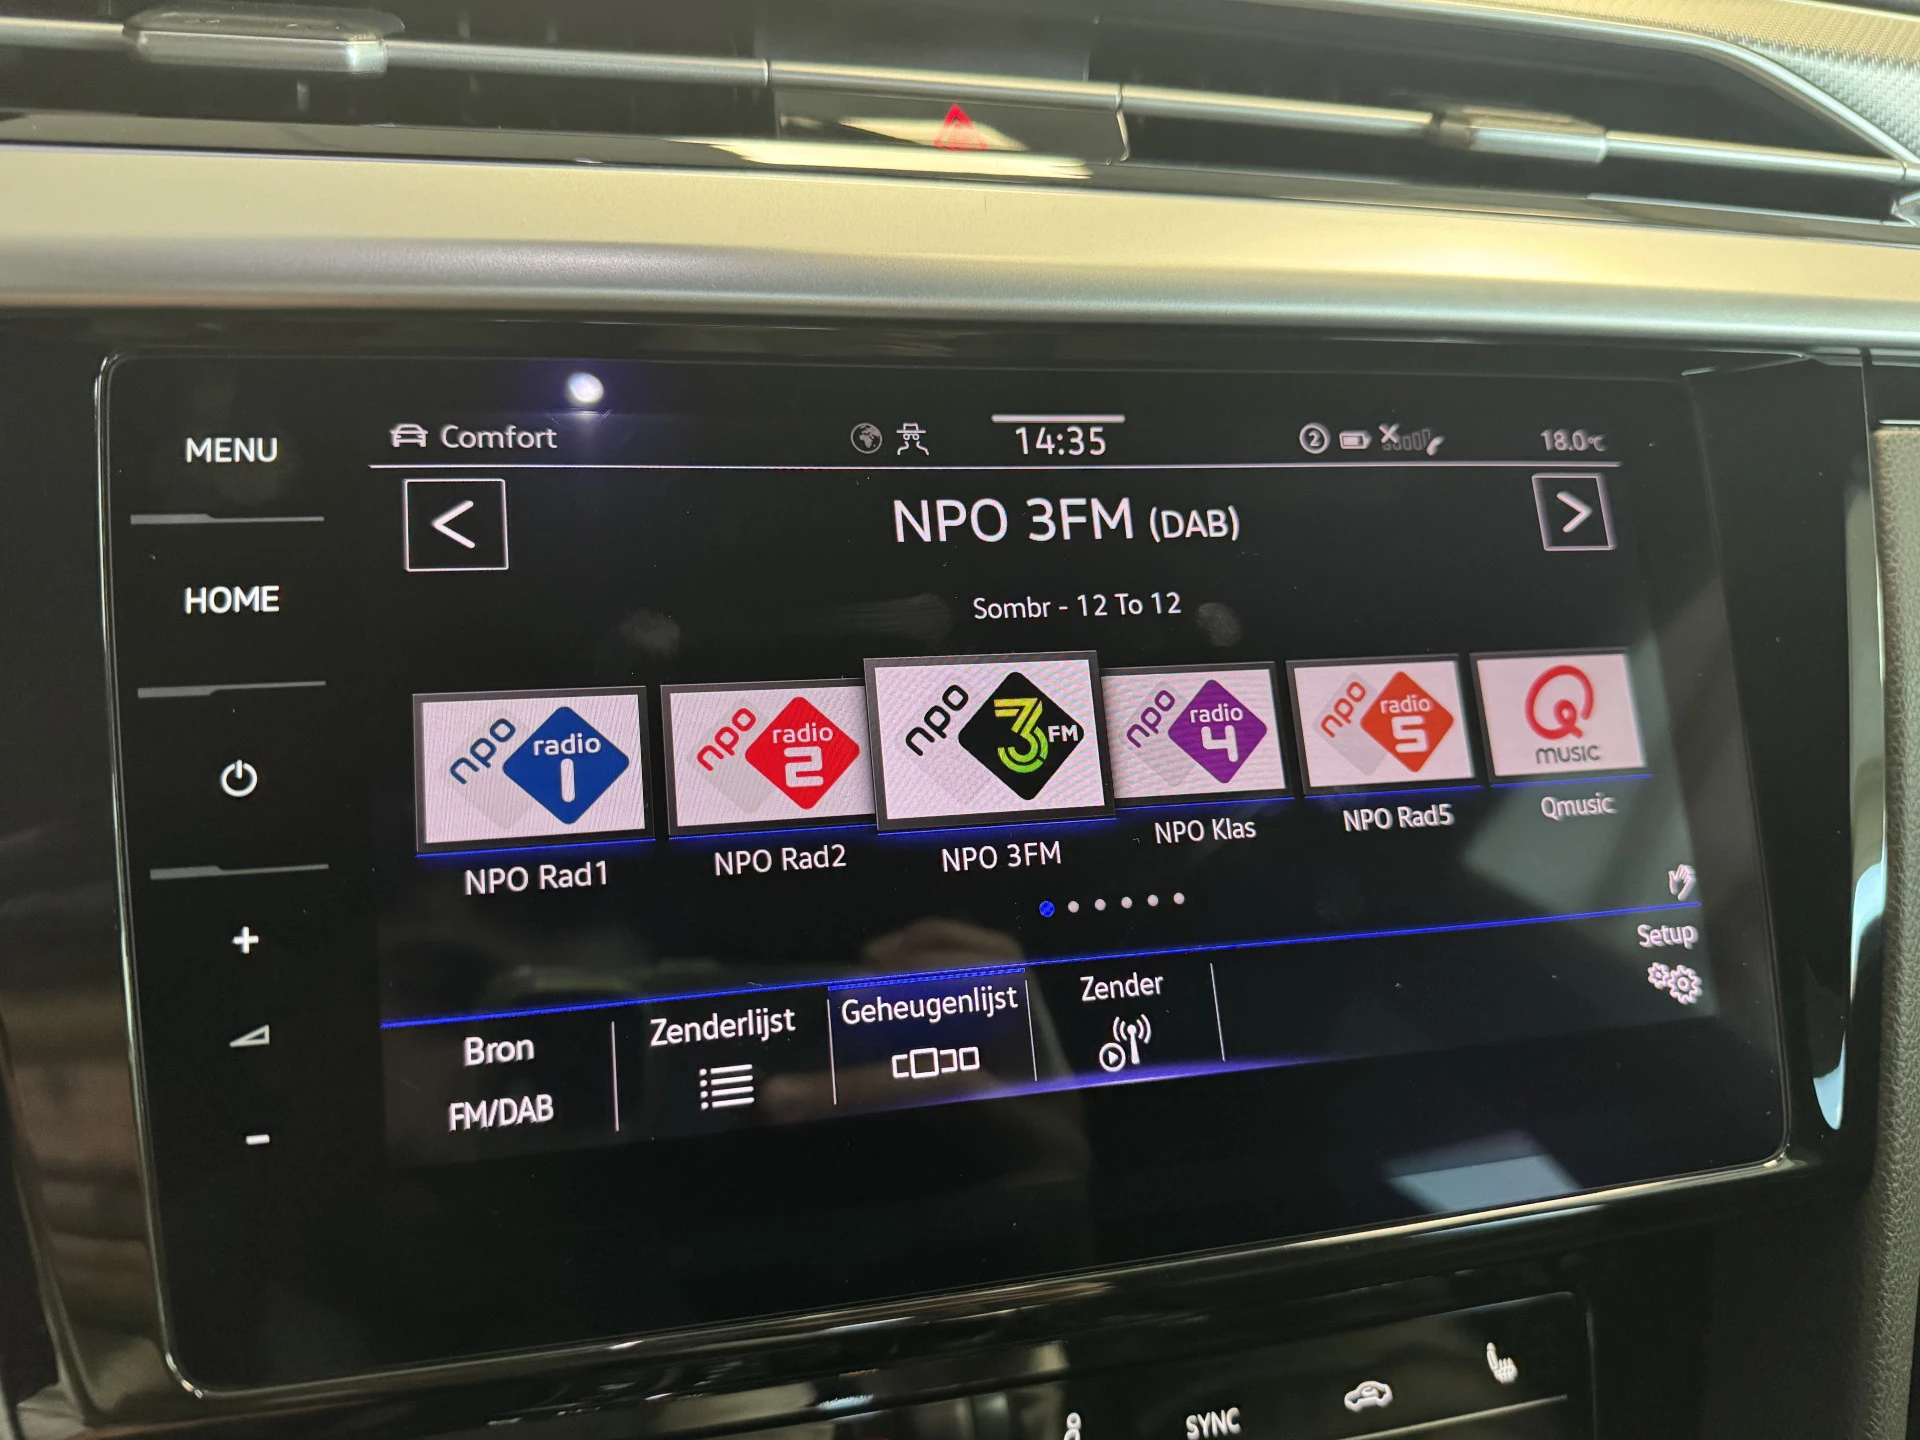 MENU
Comfort
14:35
2
18.0°C
NPO 3FM (DAB)
HOME
Sombr - 12 To 12
npo radio 1
npo radio 2
npo 3FM
npo radio 4
npo radio 5
Q music
NPO Rad1
NPO Rad2
NPO 3FM
NPO Klas
NPO Rad5
Qmusic
Setup
Bron
FM/DAB
Zenderlijst
Geheugenlijst
Zender
SYNC